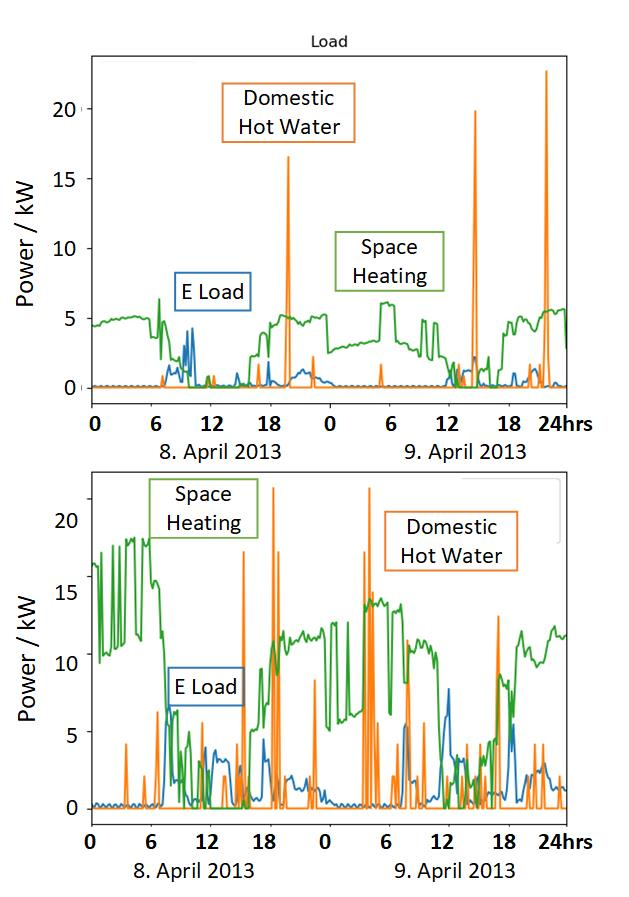 Load
Power / kW
20
15
10
5
0
Domestic
Hot Water
Space
Heating
E Load
0 6 12 18 0 6 12 18 24hrs
8. April 2013 9. April 2013
Power / kW
20
15
10
5
0
Space
Heating
Domestic
Hot Water
E Load
0 6 12 18 0 6 12 18 24hrs
8. April 2013 9. April 2013